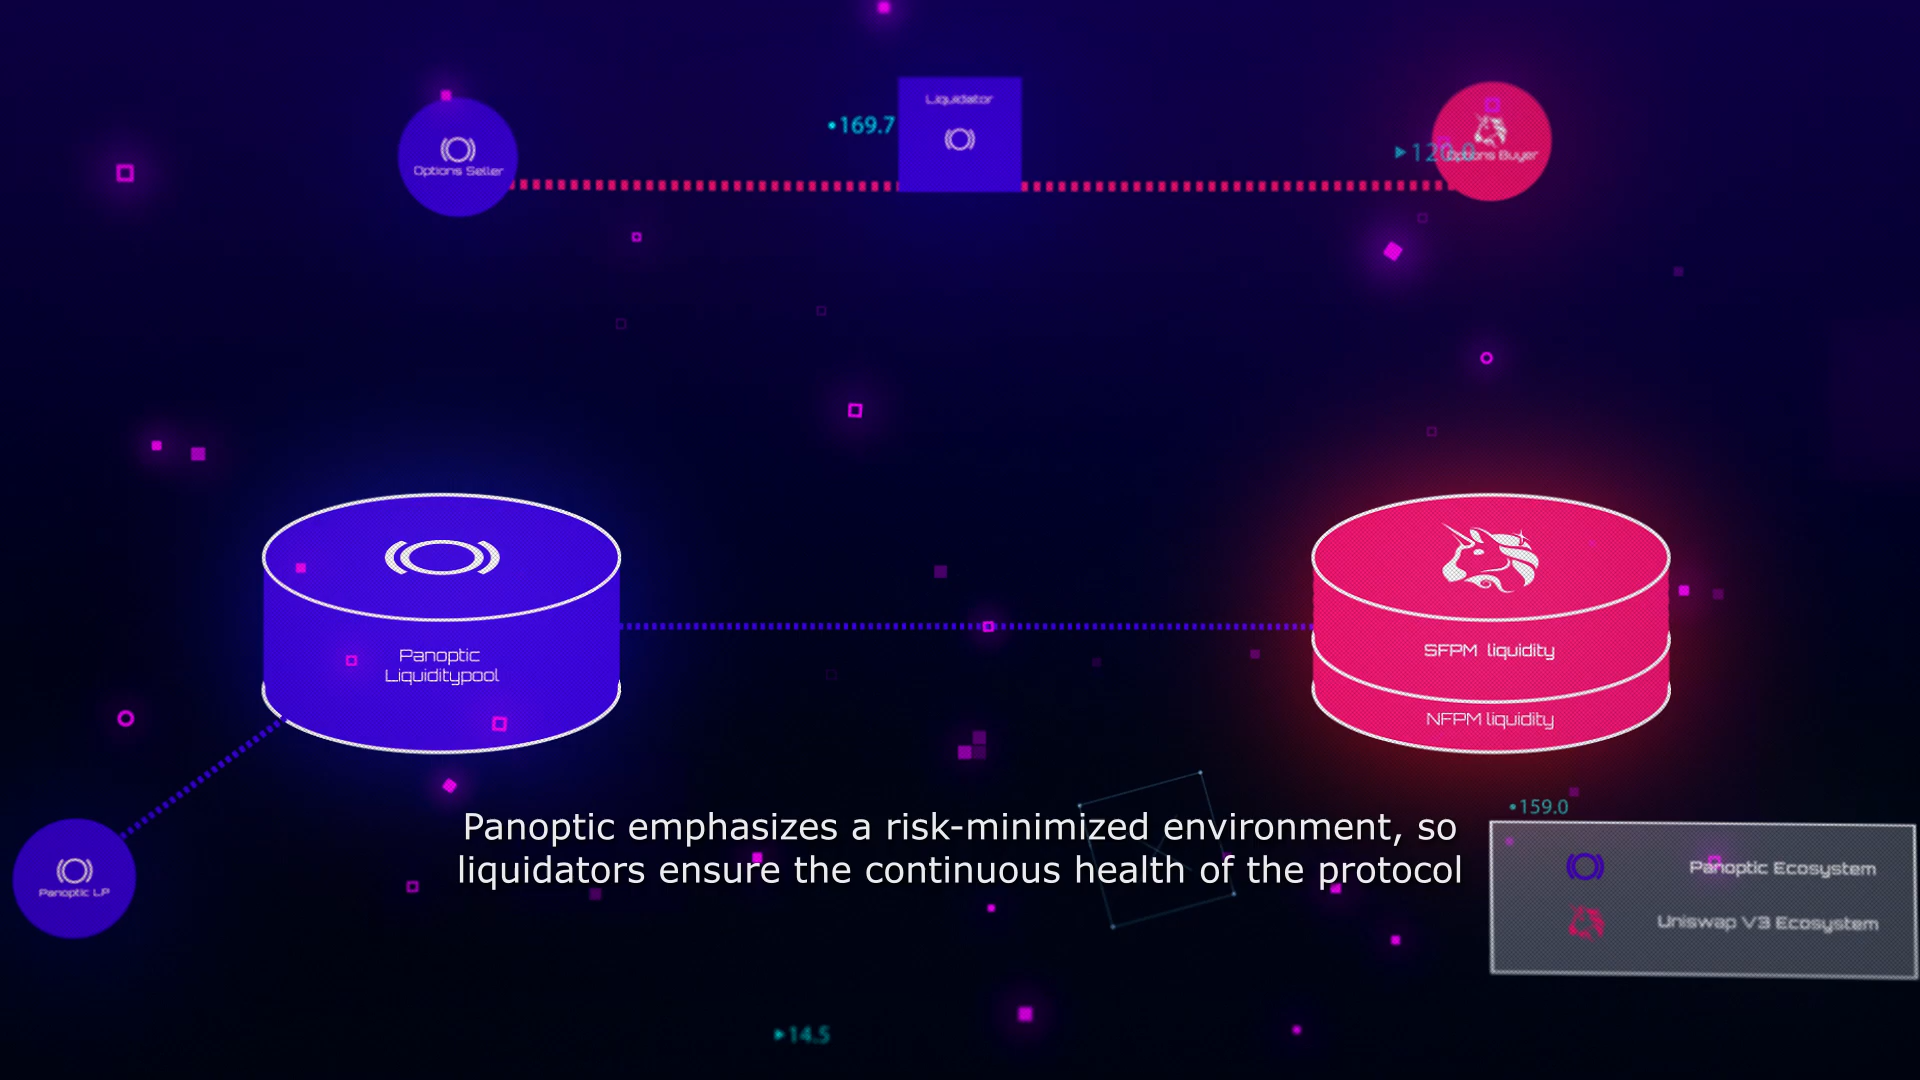 Liquidator
•169.7
Options Seller
▸120.0
Options Buyer
Panoptic
Liquiditypool
SFPM liquidity
NFPM liquidity
•159.0
Panoptic emphasizes a risk-minimized environment, so
liquidators ensure the continuous health of the protocol
Panoptic LP
Panoptic Ecosystem
Uniswap V3 Ecosystem
▸14.5